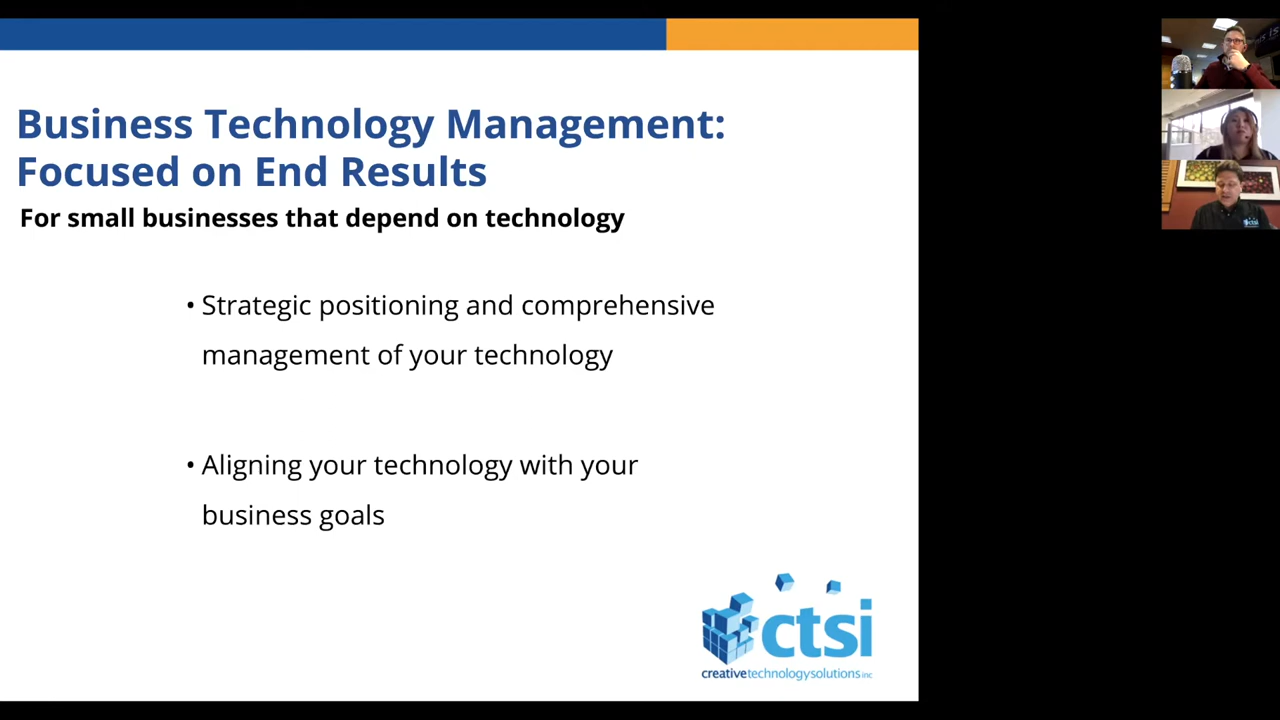 Business Technology Management:
Focused on End Results
For small businesses that depend on technology
• Strategic positioning and comprehensive
management of your technology
• Aligning your technology with your
business goals
ctsi
creativetechnologysolutions inc
ctsi